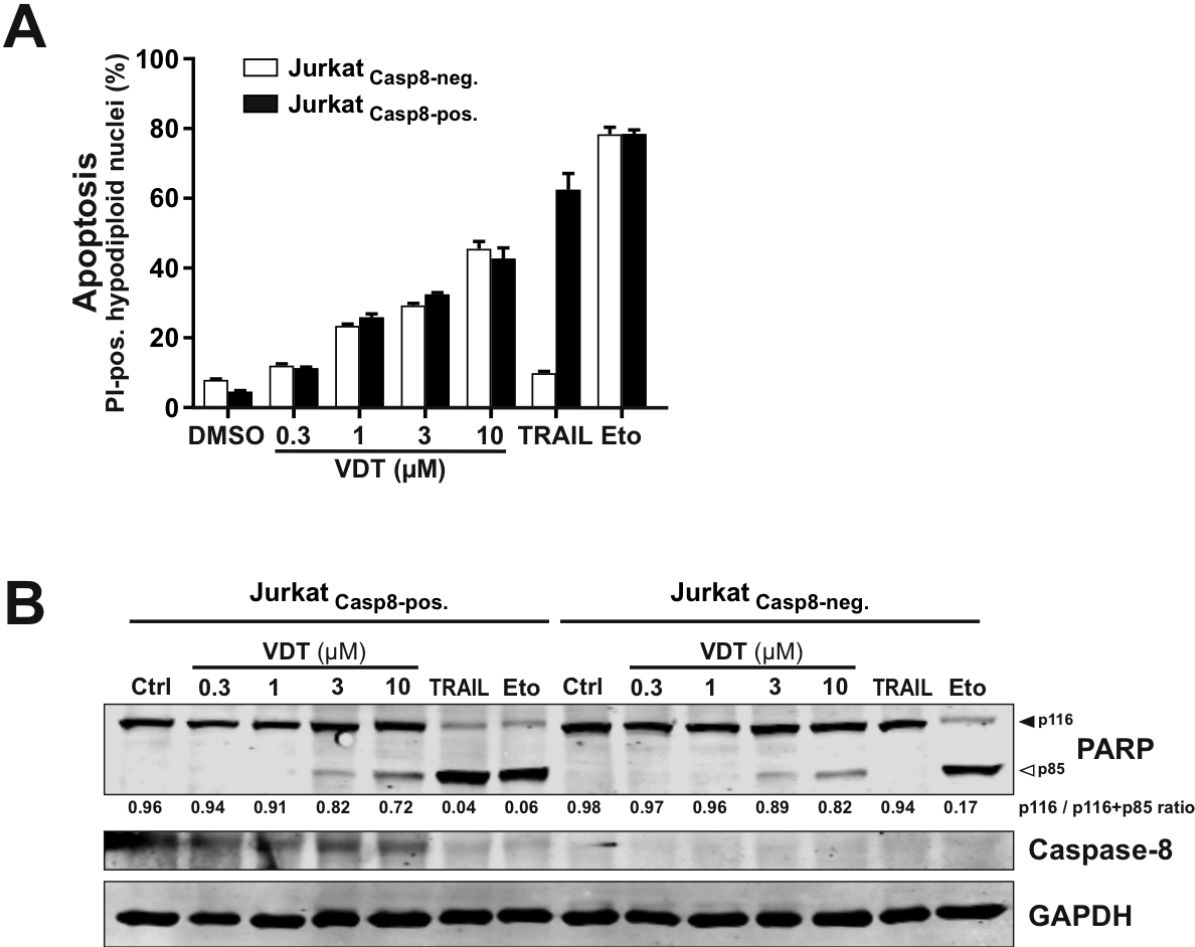 A
Apoptosis
PI-pos. hypodiploid nuclei (%)
100
80
60
40
20
0
Jurkat Casp8-neg.
Jurkat Casp8-pos.
DMSO 0.3 1 3 10 TRAIL Eto
VDT (µM)
B
Jurkat Casp8-pos. Jurkat Casp8-neg.
VDT (µM) VDT (µM)
Ctrl 0.3 1 3 10 TRAIL Eto Ctrl 0.3 1 3 10 TRAIL Eto
p116
PARP
p85
0.96 0.94 0.91 0.82 0.72 0.04 0.06 0.98 0.97 0.96 0.89 0.82 0.94 0.17 p116 / p116+p85 ratio
Caspase-8
GAPDH